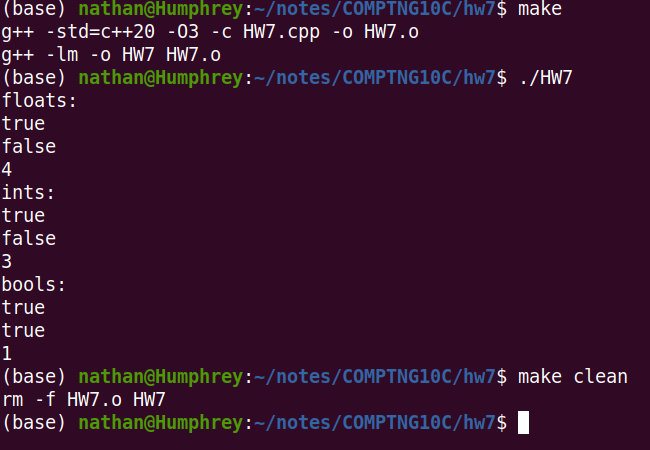 (base) nathan@Humphrey:~/notes/COMPTNG10C/hw7$ make
g++ -std=c++20 -O3 -c HW7.cpp -o HW7.o
g++ -lm -o HW7 HW7.o
(base) nathan@Humphrey:~/notes/COMPTNG10C/hw7$ ./HW7
floats:
true
false
4
ints:
true
false
3
bools:
true
true
1
(base) nathan@Humphrey:~/notes/COMPTNG10C/hw7$ make clean
rm -f HW7.o HW7
(base) nathan@Humphrey:~/notes/COMPTNG10C/hw7$